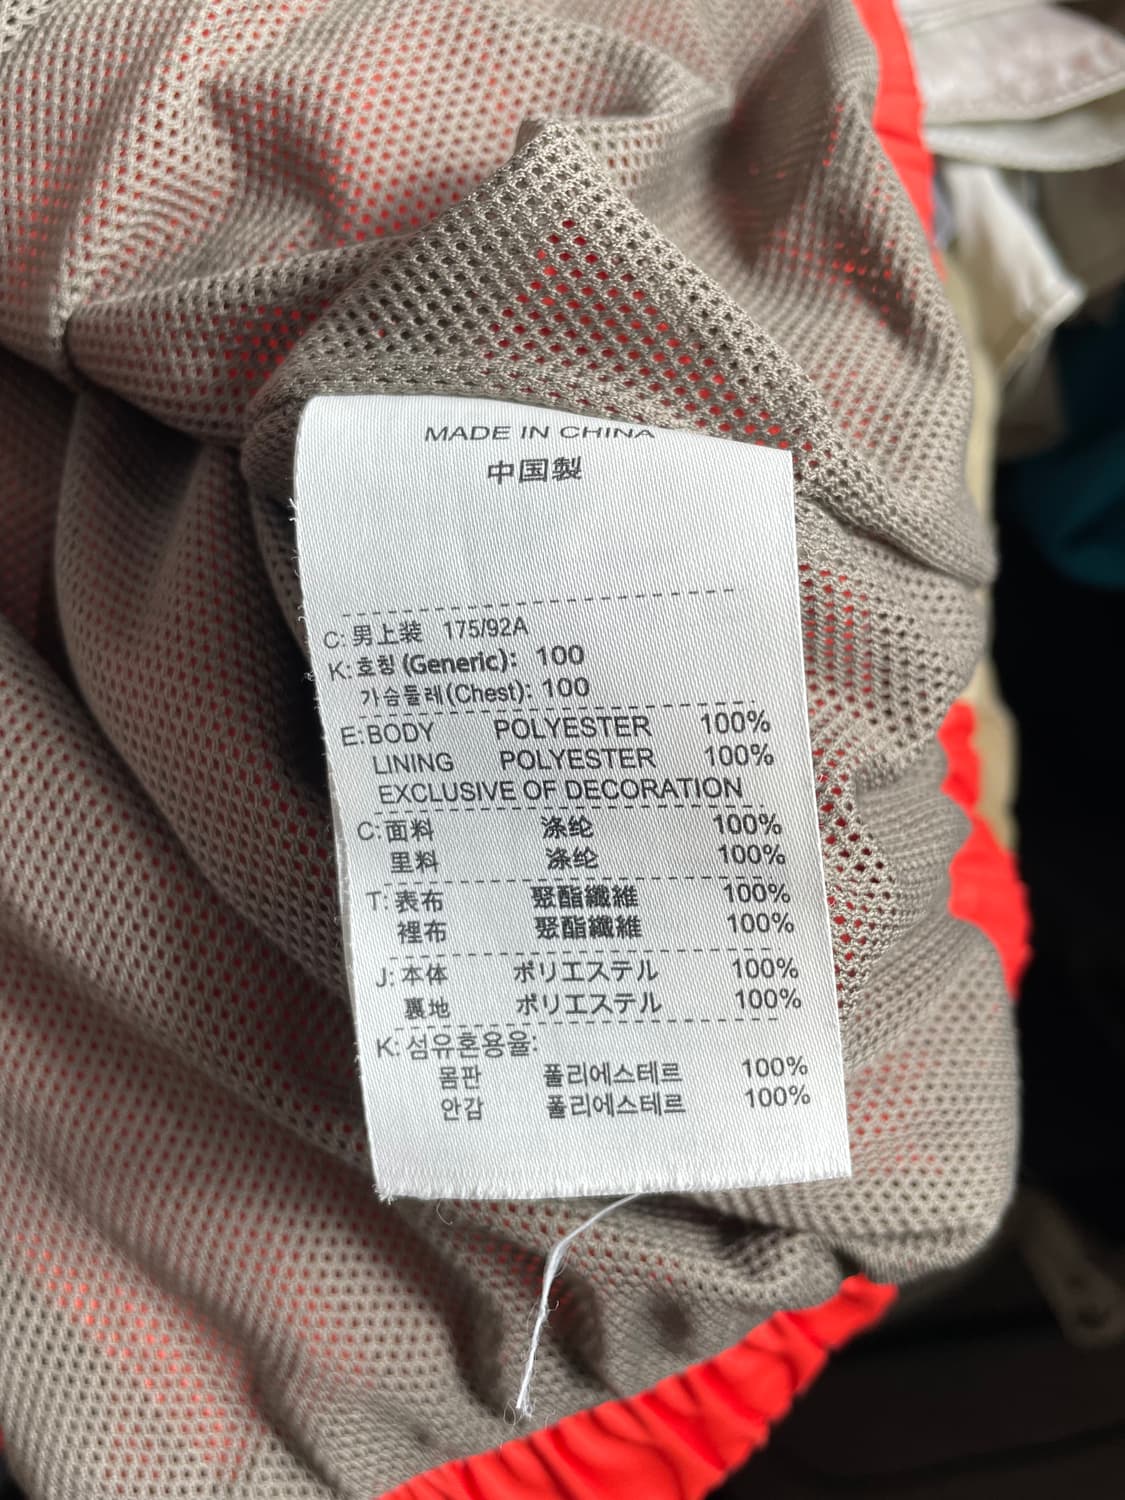 MADE IN CHINA
中国製
C: 男上装 175/92A
K: 호칭 (Generic): 100
가슴둘레(Chest): 100
E: BODY POLYESTER 100%
LINING POLYESTER 100%
EXCLUSIVE OF DECORATION
C: 面料 涤纶 100%
里料 涤纶 100%
T: 表布 聚酯纖維 100%
裡布 聚酯纖維 100%
J: 本体 ポリエステル 100%
裏地 ポリエステル 100%
K: 섬유혼용율:
몸판 폴리에스테르 100%
안감 폴리에스테르 100%